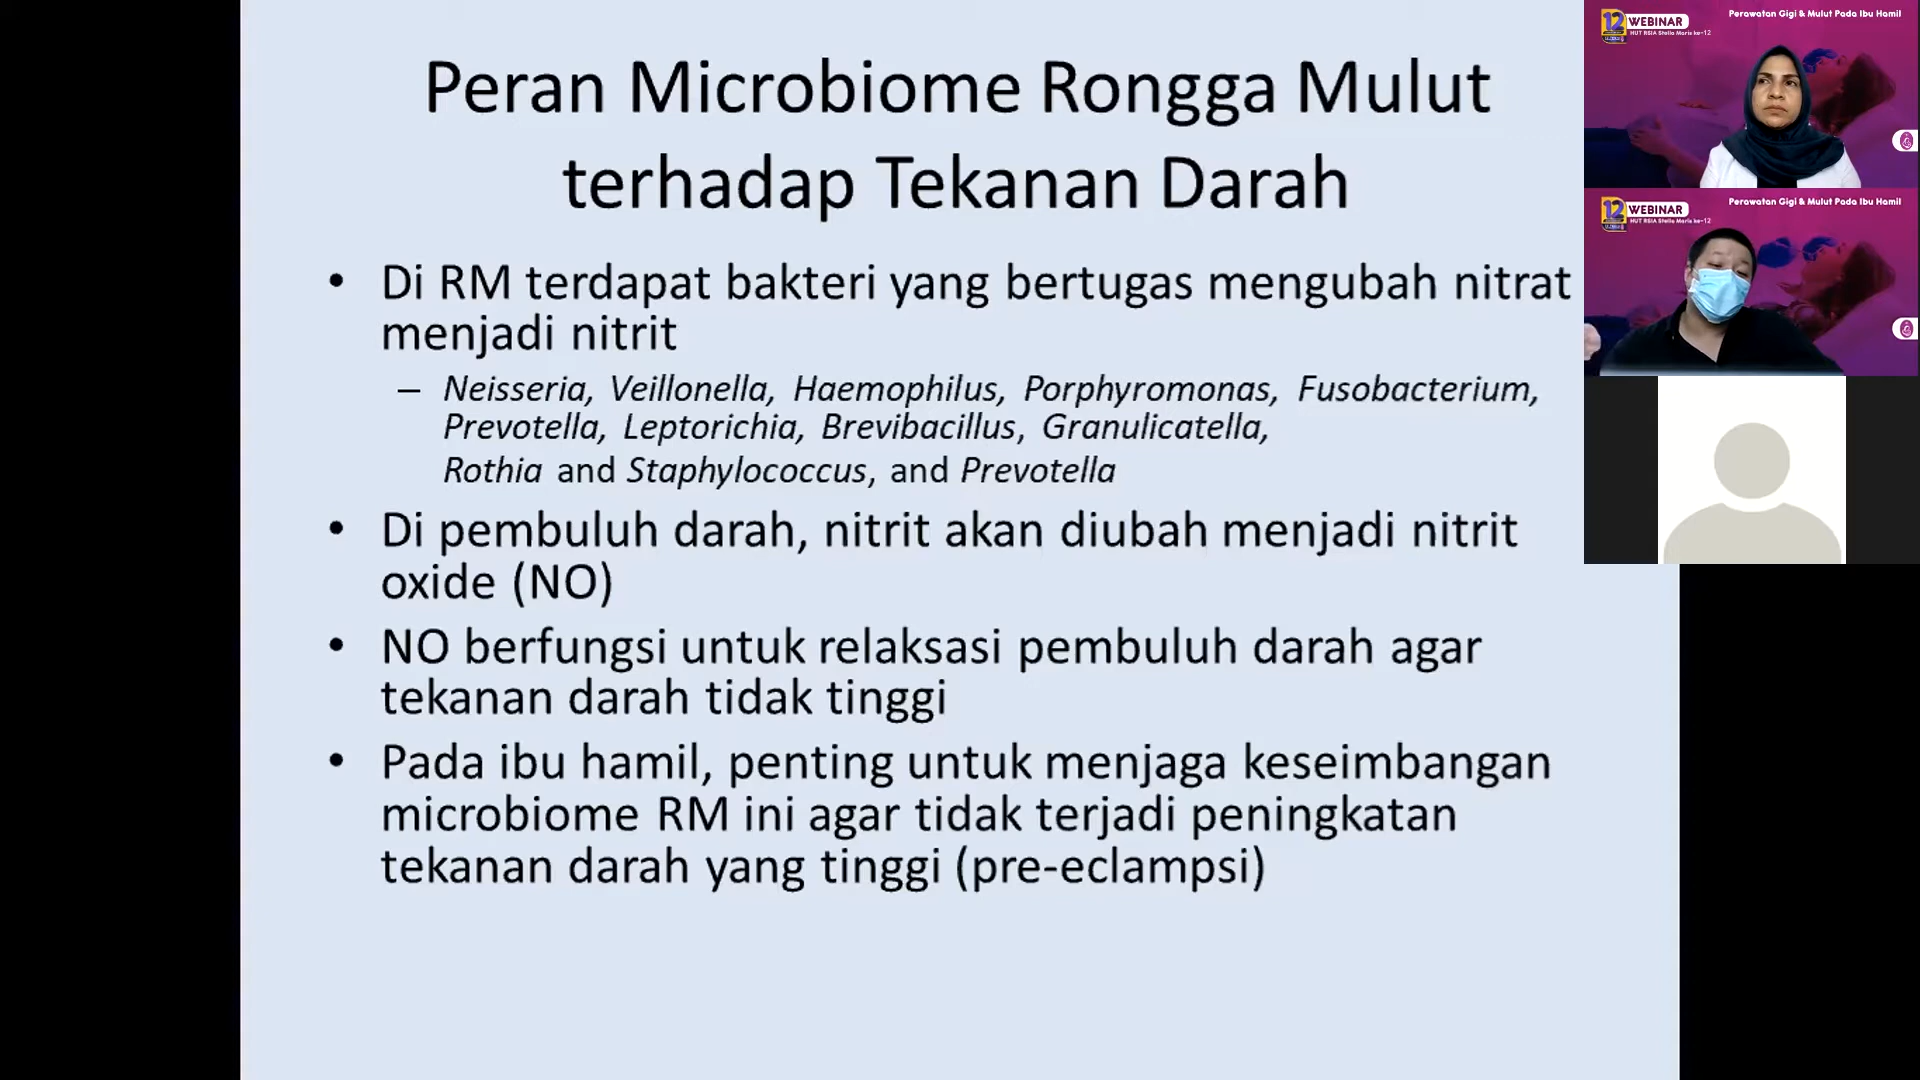 Peran Microbiome Rongga Mulut
terhadap Tekanan Darah
• Di RM terdapat bakteri yang bertugas mengubah nitrat
menjadi nitrit
– Neisseria, Veillonella, Haemophilus, Porphyromonas, Fusobacterium,
Prevotella, Leptorichia, Brevibacillus, Granulicatella,
Rothia and Staphylococcus, and Prevotella
• Di pembuluh darah, nitrit akan diubah menjadi nitrit
oxide (NO)
• NO berfungsi untuk relaksasi pembuluh darah agar
tekanan darah tidak tinggi
• Pada ibu hamil, penting untuk menjaga keseimbangan
microbiome RM ini agar tidak terjadi peningkatan
tekanan darah yang tinggi (pre-eclampsi)
12 WEBINAR
HUT RSIA Stella Maris ke-12
Perawatan Gigi & Mulut Pada Ibu Hamil
12 WEBINAR
HUT RSIA Stella Maris ke-12
Perawatan Gigi & Mulut Pada Ibu Hamil